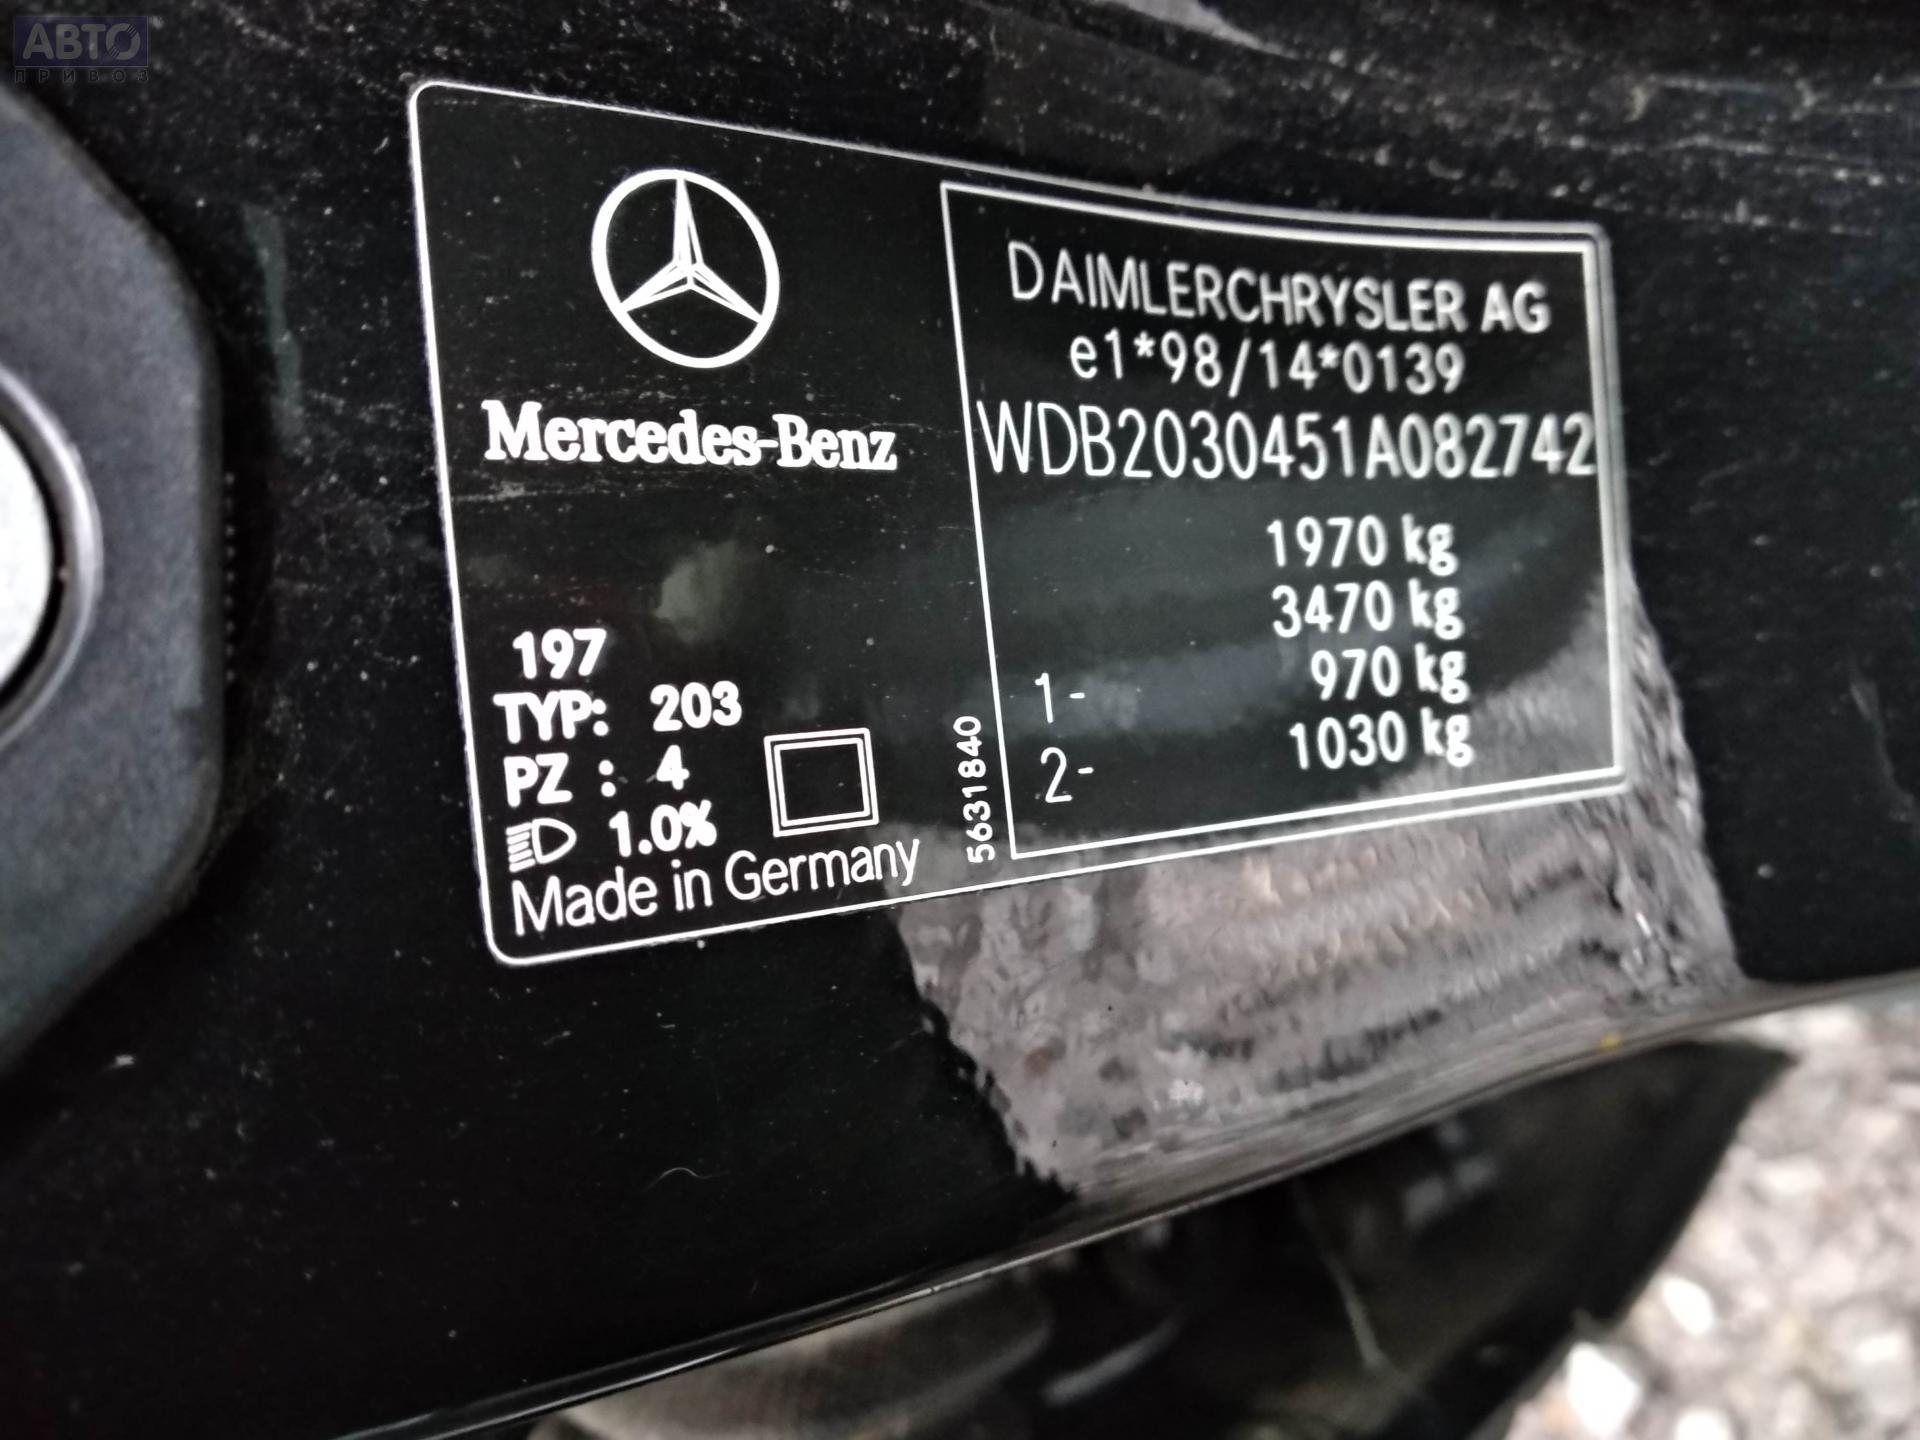 АВТО
ПРИВОЗ
Mercedes-Benz
197
TYP: 203
PZ : 4
1.0%
Made in Germany
5631840
DAIMLERCHRYSLER AG
e1*98/14*0139
WDB2030451A082742
1970 kg
3470 kg
1- 970 kg
2- 1030 kg